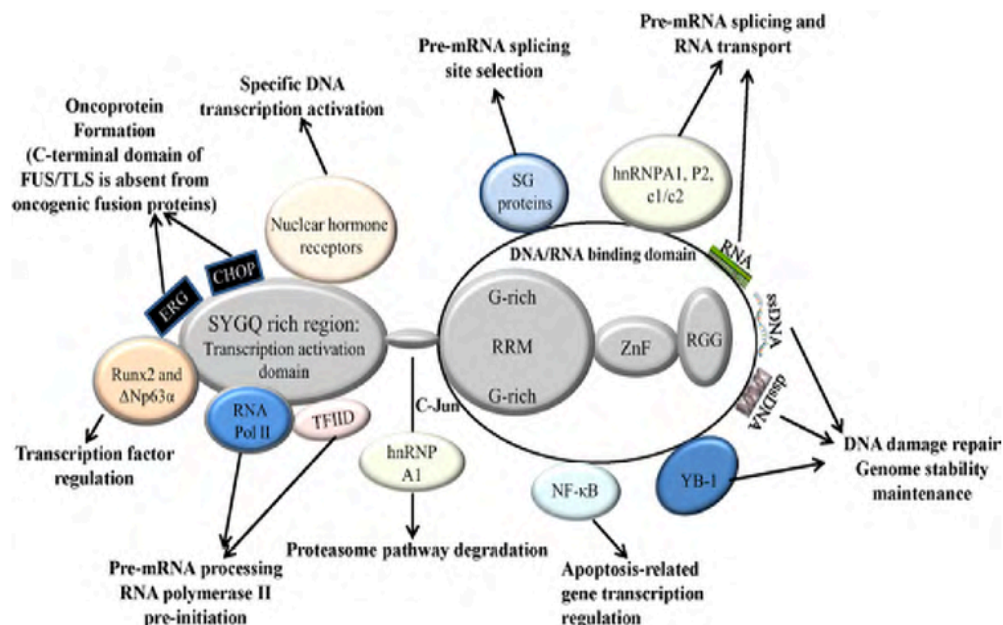 Pre-mRNA splicing
site selection
Pre-mRNA splicing and
RNA transport
Specific DNA
transcription activation
Oncoprotein
Formation
(C-terminal domain of
FUS/TLS is absent from
oncogenic fusion proteins)
Nuclear hormone
receptors
SG
proteins
hnRNPA1, P2,
c1/c2
CHOP
ERG
DNA/RNA binding domain
RNA
ssDNA
dssDNA
SYGQ rich region:
Transcription activation
domain
G-rich
RRM
G-rich
ZnF
RGG
Runx2 and
ΔNp63α
RNA
Pol II
TFIID
C-Jun
hnRNP
A1
NF-κB
YB-1
Transcription factor
regulation
DNA damage repair
Genome stability
maintenance
Proteasome pathway degradation
Pre-mRNA processing
RNA polymerase II
pre-initiation
Apoptosis-related
gene transcription
regulation